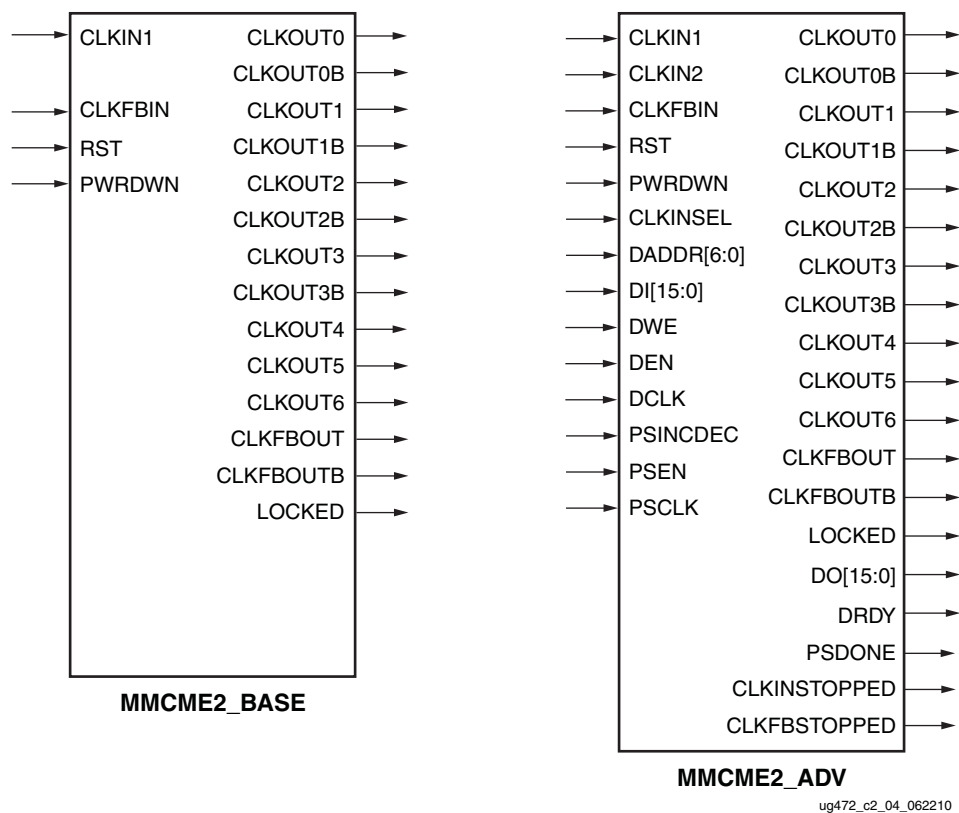 CLKIN1
CLKFBIN
RST
PWRDWN
CLKOUT0
CLKOUT0B
CLKOUT1
CLKOUT1B
CLKOUT2
CLKOUT2B
CLKOUT3
CLKOUT3B
CLKOUT4
CLKOUT5
CLKOUT6
CLKFBOUT
CLKFBOUTB
LOCKED
MMCME2_BASE
CLKIN1
CLKIN2
CLKFBIN
RST
PWRDWN
CLKINSEL
DADDR[6:0]
DI[15:0]
DWE
DEN
DCLK
PSINCDEC
PSEN
PSCLK
CLKOUT0
CLKOUT0B
CLKOUT1
CLKOUT1B
CLKOUT2
CLKOUT2B
CLKOUT3
CLKOUT3B
CLKOUT4
CLKOUT5
CLKOUT6
CLKFBOUT
CLKFBOUTB
LOCKED
DO[15:0]
DRDY
PSDONE
CLKINSTOPPED
CLKFBSTOPPED
MMCME2_ADV
ug472_c2_04_062210